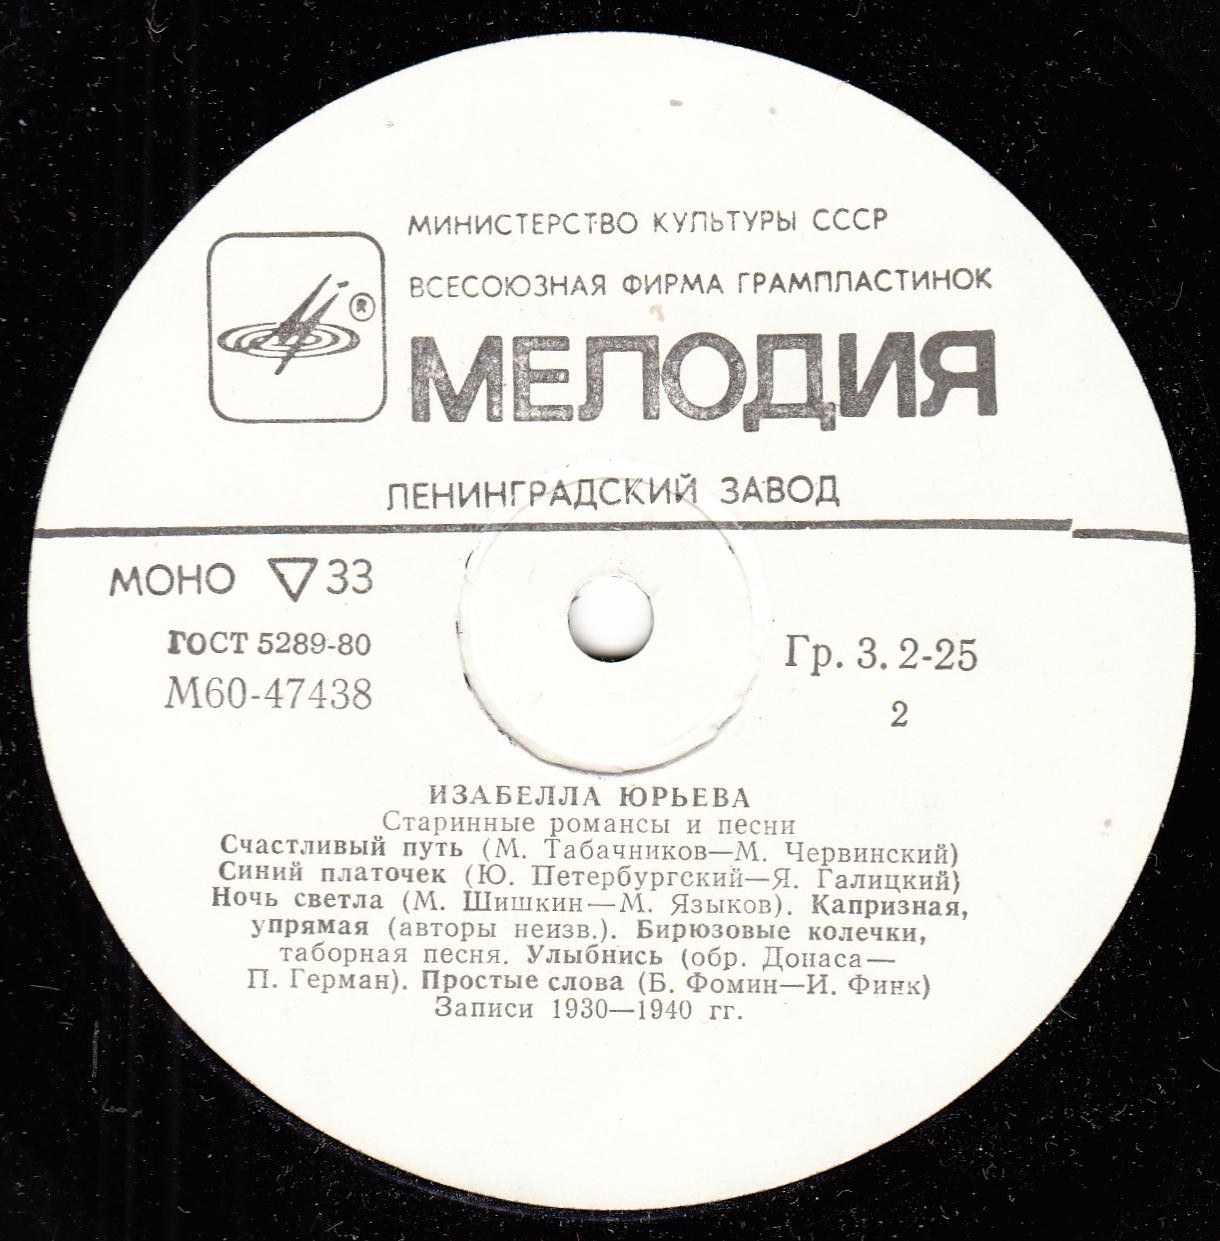 МИНИСТЕРСТВО КУЛЬТУРЫ СССР
ВСЕСОЮЗНАЯ ФИРМА ГРАМПЛАСТИНОК
®
МЕЛОДИЯ
ЛЕНИНГРАДСКИЙ ЗАВОД
МОНО ▽ 33
ГОСТ 5289-80
М60-47438
Гр. 3. 2-25
2
ИЗАБЕЛЛА ЮРЬЕВА
Старинные романсы и песни
Счастливый путь (М. Табачников—М. Червинский)
Синий платочек (Ю. Петербургский—Я. Галицкий)
Ночь светла (М. Шишкин—М. Языков). Капризная,
упрямая (авторы неизв.). Бирюзовые колечки,
таборная песня. Улыбнись (обр. Донаса—
П. Герман). Простые слова (Б. Фомин—И. Финк)
Записи 1930—1940 гг.